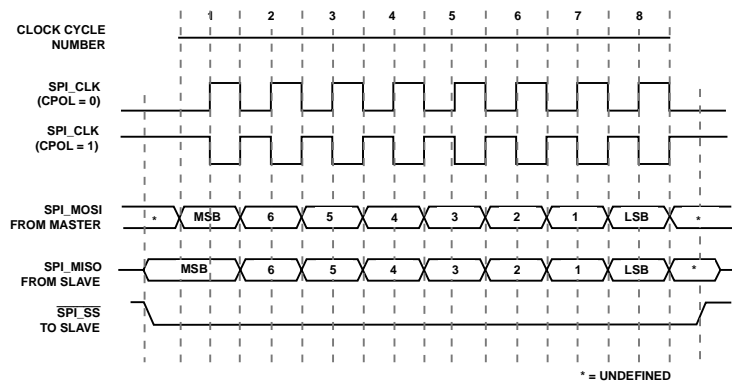 1 2 3 4 5 6 7 8
CLOCK CYCLE
NUMBER
SPI_CLK
(CPOL = 0)
SPI_CLK
(CPOL = 1)
SPI_MOSI
FROM MASTER
* MSB 6 5 4 3 2 1 LSB *
SPI_MISO
FROM SLAVE
MSB 6 5 4 3 2 1 LSB *
SPI_SS
TO SLAVE
* = UNDEFINED